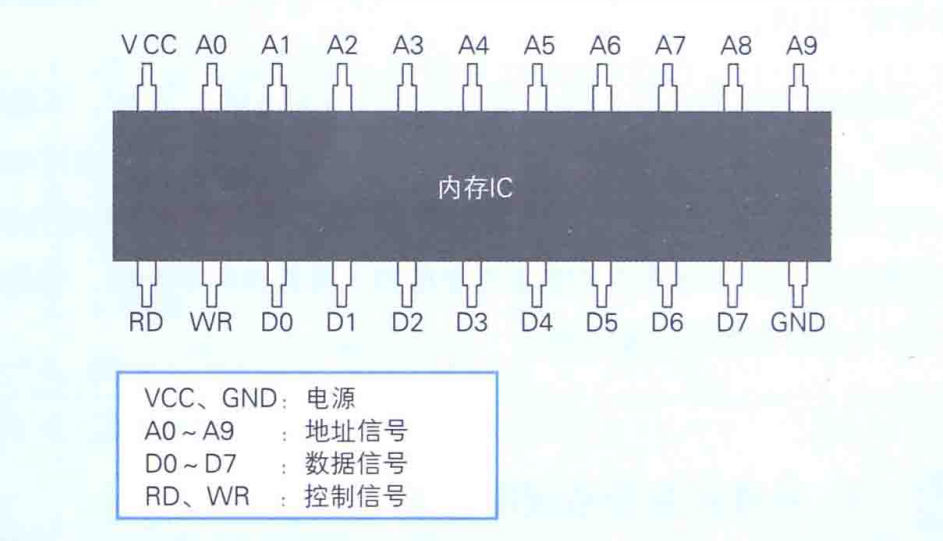 VCC A0 A1 A2 A3 A4 A5 A6 A7 A8 A9
内存IC
RD WR D0 D1 D2 D3 D4 D5 D6 D7 GND
VCC、GND：电源
A0~A9 ：地址信号
D0~D7 ：数据信号
RD、WR ：控制信号